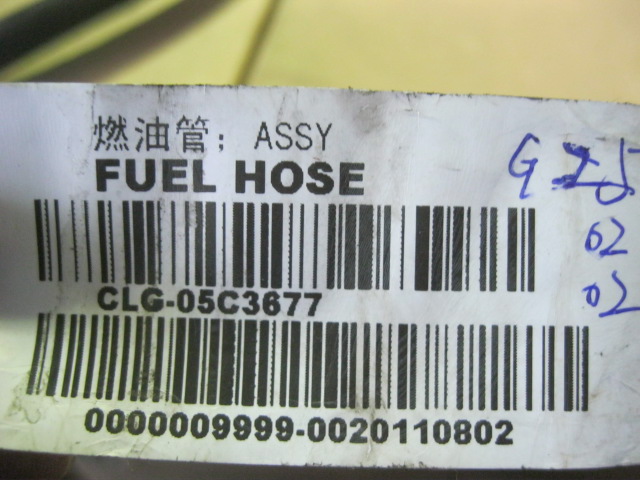 燃油管；ASSY
FUEL HOSE
CLG-05C3677
0000009999-0020110802
02
02